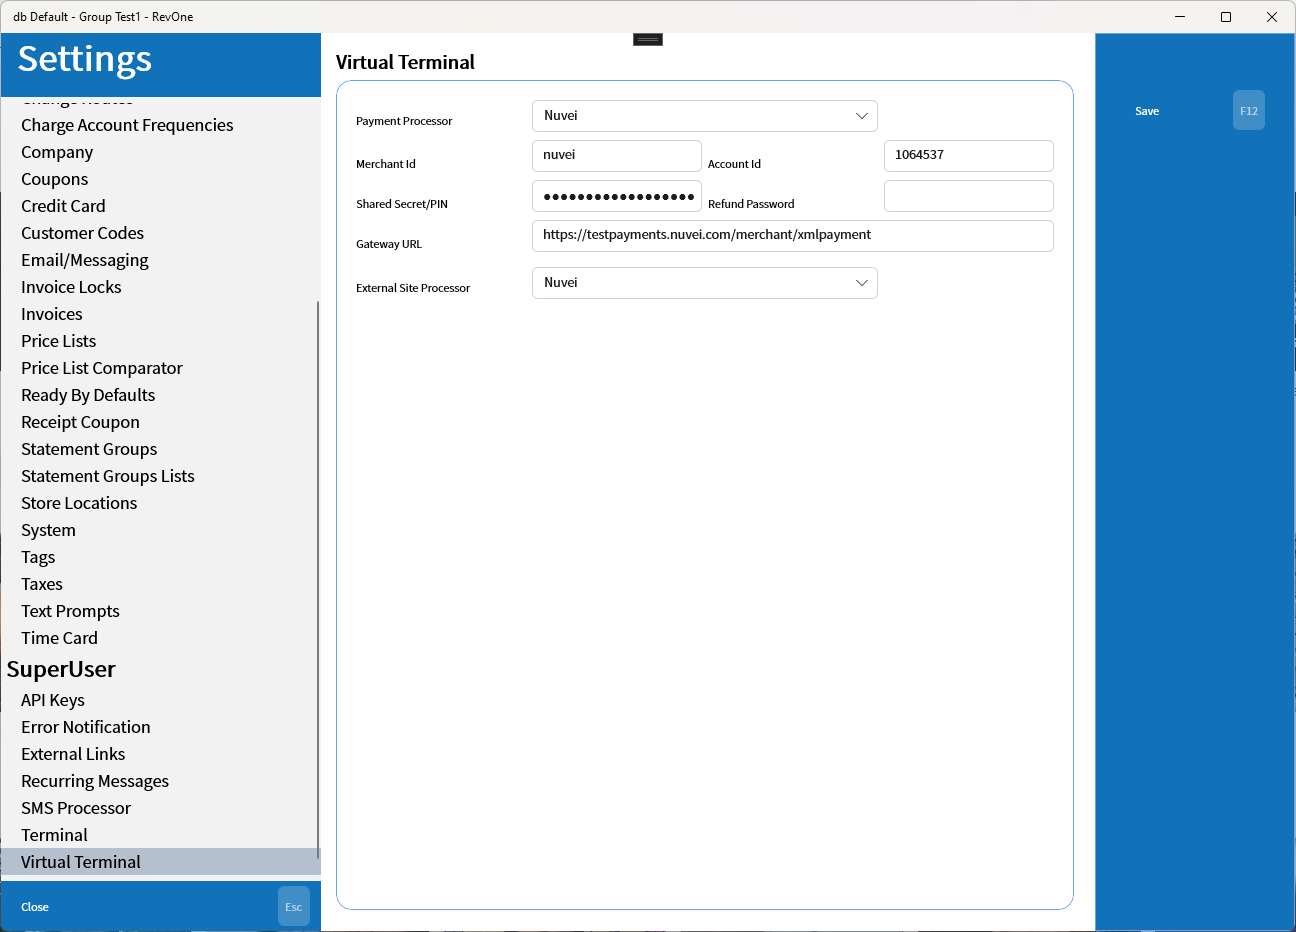 db Default - Group Test1 - RevOne
Settings
Charge Account Frequencies
Company
Coupons
Credit Card
Customer Codes
Email/Messaging
Invoice Locks
Invoices
Price Lists
Price List Comparator
Ready By Defaults
Receipt Coupon
Statement Groups
Statement Groups Lists
Store Locations
System
Tags
Taxes
Text Prompts
Time Card
SuperUser
API Keys
Error Notification
External Links
Recurring Messages
SMS Processor
Terminal
Virtual Terminal
Close Esc
Virtual Terminal
Payment Processor Nuvei
Merchant Id nuvei Account Id 1064537
Shared Secret/PIN ●●●●●●●●●●●●●●●●● Refund Password
Gateway URL https://testpayments.nuvei.com/merchant/xmlpayment
External Site Processor Nuvei
Save F12